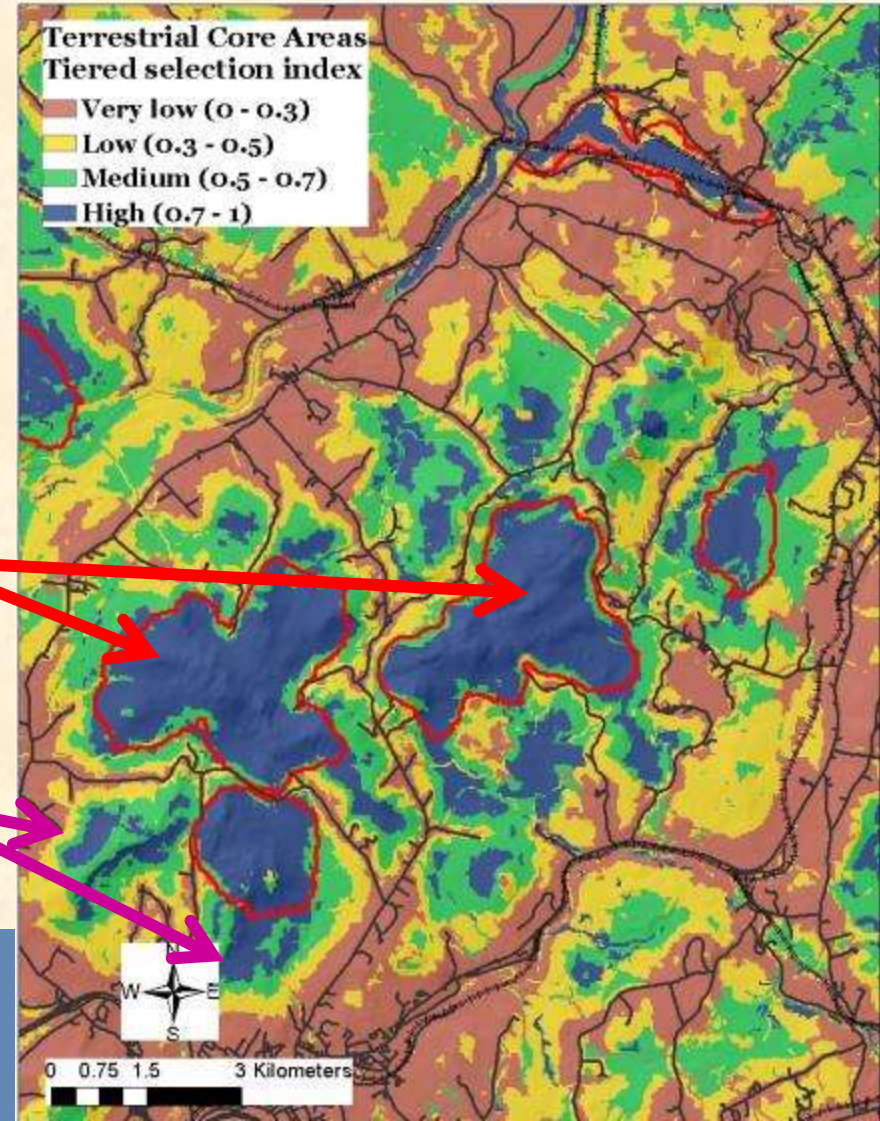 Terrestrial Core Areas
Tiered selection index
Very low (0 - 0.3)
Low (0.3 - 0.5)
Medium (0.5 - 0.7)
High (0.7 - 1)
W E
S
0 0.75 1.5 3 Kilometers